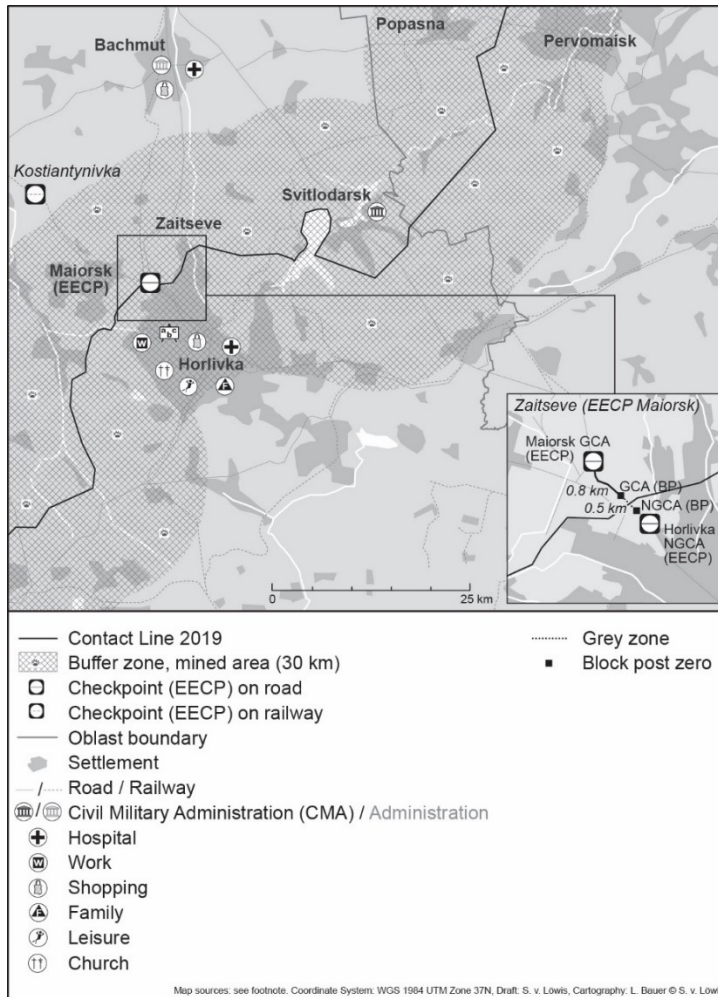 Popasna
Bachmut
Pervomaisk
Kostiantynivka
Svitlodarsk
Zaitseve
Maiorsk
(EECP)
a b c
W
Horlivka
F
Zaitseve (EECP Maiorsk)
Maiorsk GCA
(EECP)
GCA (BP)
0.8 km
NGCA (BP)
0.5 km
Horlivka
NGCA
(EECP)
0 25 km
Contact Line 2019
Grey zone
Buffer zone, mined area (30 km)
Block post zero
Checkpoint (EECP) on road
Checkpoint (EECP) on railway
Oblast boundary
Settlement
/ Road / Railway
/ Civil Military Administration (CMA) / Administration
Hospital
W Work
Shopping
F Family
Leisure
Church
Map sources: see footnote. Coordinate System: WGS 1984 UTM Zone 37N, Draft: S. v. Löwis, Cartography: L. Bauer © S. v. Löwi